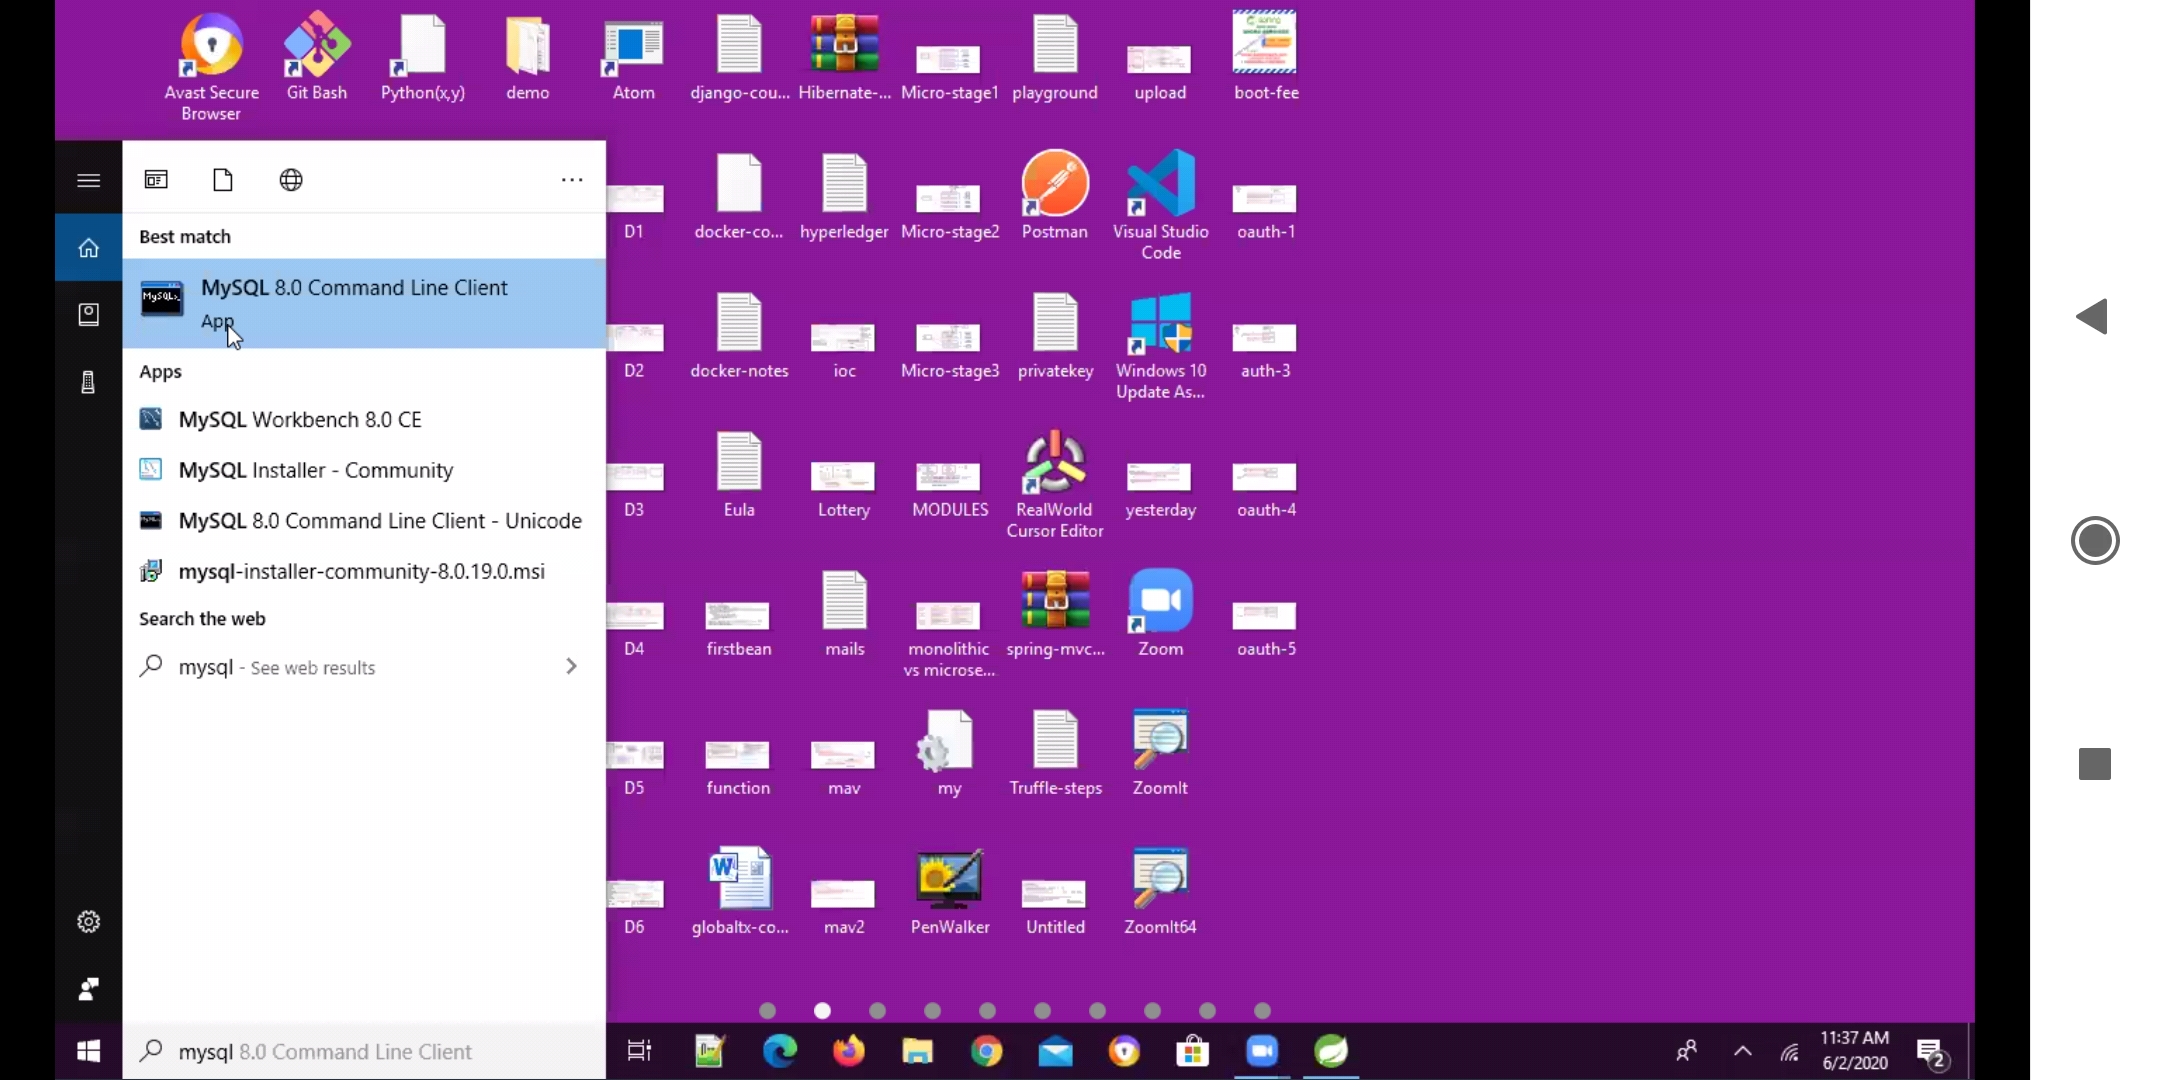 Avast Secure
Browser
Git Bash
Python(x,y)
demo
Atom
django-cou...
Hibernate-...
Micro-stage1
playground
upload
boot-fee
Best match
MySQL 8.0 Command Line Client
App
Apps
MySQL Workbench 8.0 CE
MySQL Installer - Community
MySQL 8.0 Command Line Client - Unicode
mysql-installer-community-8.0.19.0.msi
Search the web
mysql - See web results
D1
docker-co...
hyperledger
Micro-stage2
Postman
Visual Studio
Code
oauth-1
D2
docker-notes
ioc
Micro-stage3
privatekey
Windows 10
Update As...
auth-3
D3
Eula
Lottery
MODULES
RealWorld
Cursor Editor
yesterday
oauth-4
D4
firstbean
mails
monolithic
vs microse...
spring-mvc...
Zoom
oauth-5
D5
function
mav
my
Truffle-steps
ZoomIt
D6
globaltx-co...
mav2
PenWalker
Untitled
ZoomIt64
mysql 8.0 Command Line Client
11:37 AM
6/2/2020
2